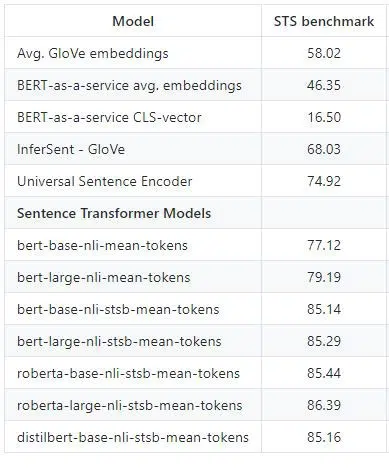 Model STS benchmark
Avg. GloVe embeddings 58.02
BERT-as-a-service avg. embeddings 46.35
BERT-as-a-service CLS-vector 16.50
InferSent - GloVe 68.03
Universal Sentence Encoder 74.92
Sentence Transformer Models
bert-base-nli-mean-tokens 77.12
bert-large-nli-mean-tokens 79.19
bert-base-nli-stsb-mean-tokens 85.14
bert-large-nli-stsb-mean-tokens 85.29
roberta-base-nli-stsb-mean-tokens 85.44
roberta-large-nli-stsb-mean-tokens 86.39
distilbert-base-nli-stsb-mean-tokens 85.16